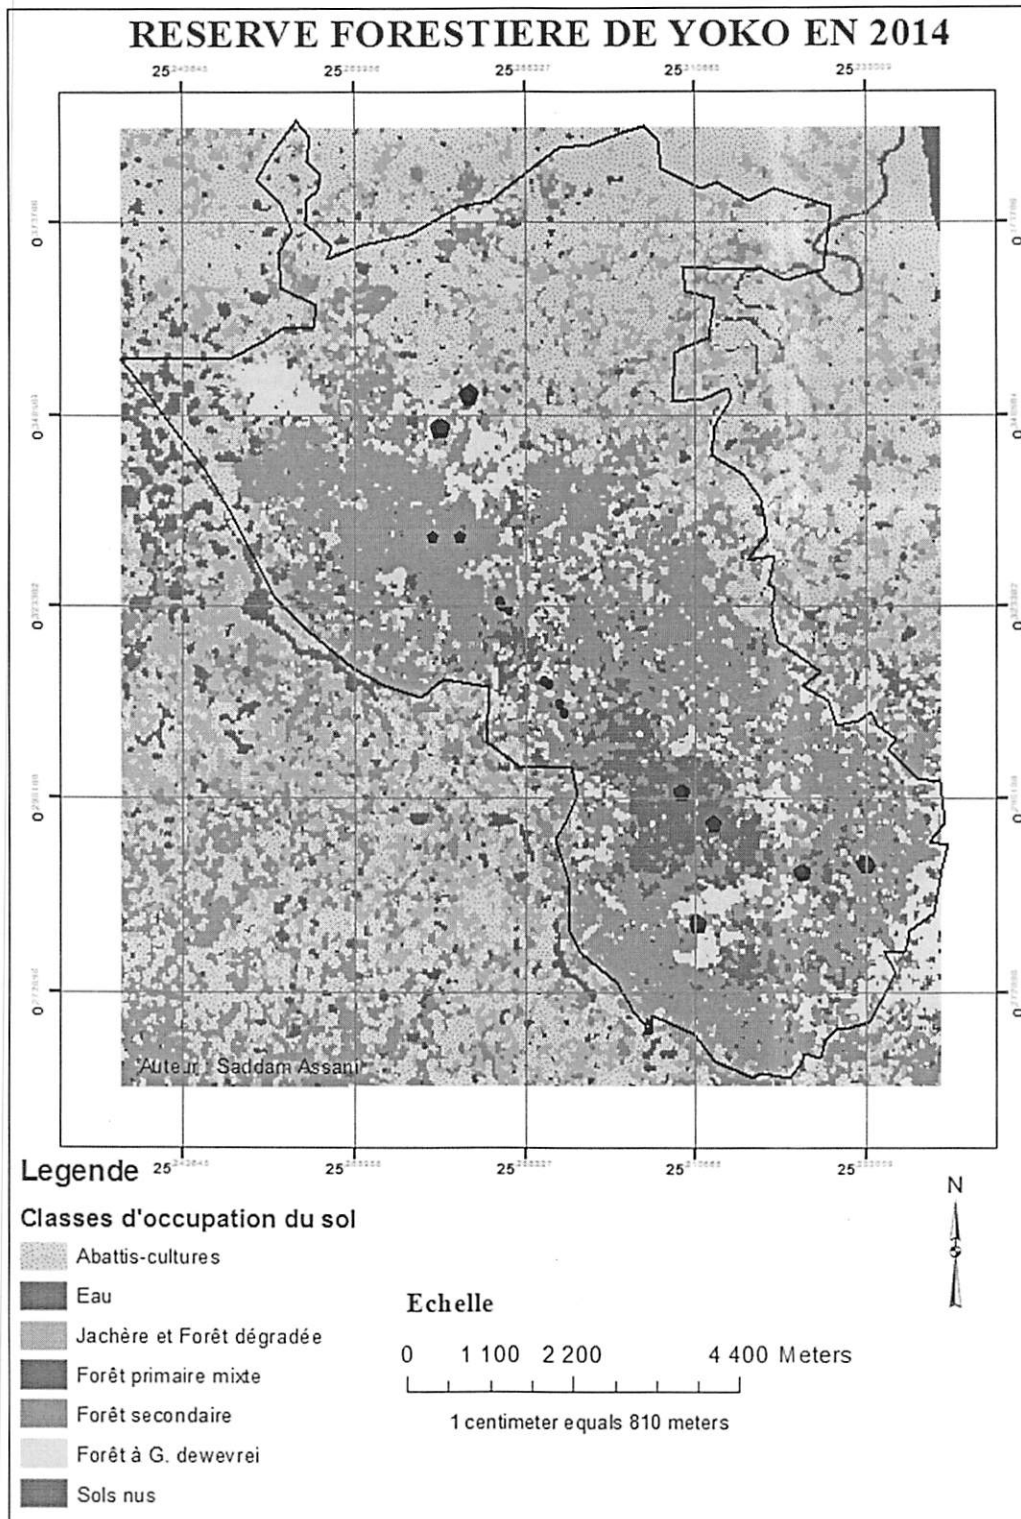 RESERVE FORESTIERE DE YOKO EN 2014
Auteur : Saddam Assani
Legende
Classes d'occupation du sol
Abattis-cultures
Eau
Jachère et Forêt dégradée
Forêt primaire mixte
Forêt secondaire
Forêt à G. dewevrei
Sols nus
N
Echelle
0 1 100 2 200 4 400 Meters
1 centimeter equals 810 meters